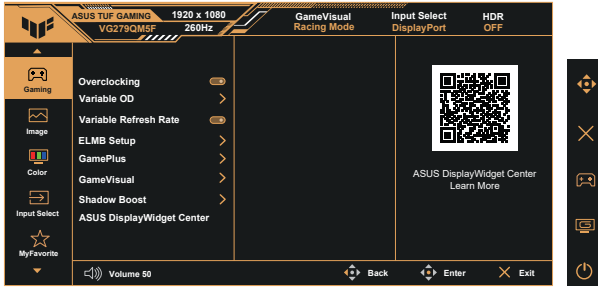 ASUS TUF GAMING 1920 x 1080
VG279QM5F 260Hz
GameVisual
Racing Mode
Input Select
DisplayPort
HDR
OFF
Gaming
Image
Color
Input Select
MyFavorite
Overclocking
Variable OD
Variable Refresh Rate
ELMB Setup
GamePlus
GameVisual
Shadow Boost
ASUS DisplayWidget Center
ASUS DisplayWidget Center
Learn More
Volume 50
Back
Enter
Exit